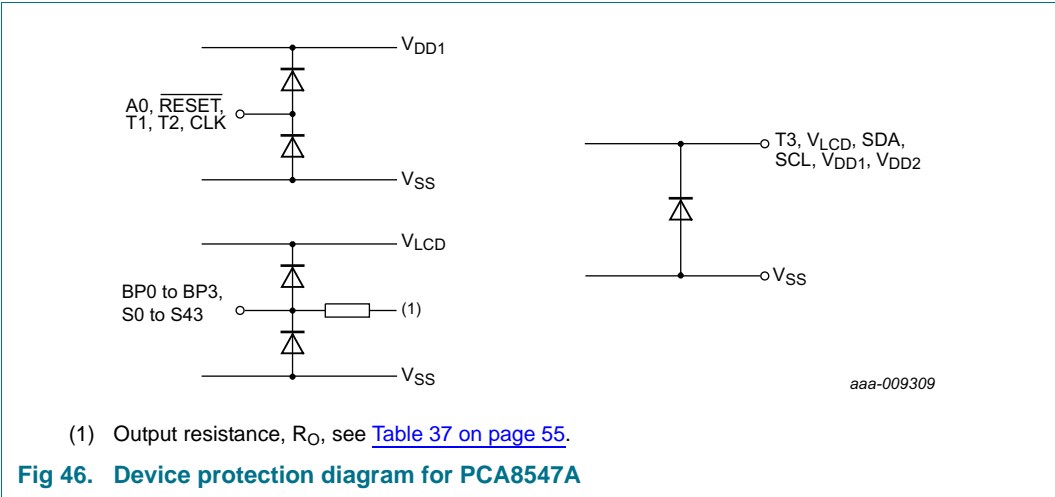 VDD1
A0, RESET,
T1, T2, CLK
VSS
VLCD
BP0 to BP3,
S0 to S43
(1)
VSS
T3, VLCD, SDA,
SCL, VDD1, VDD2
VSS
aaa-009309
(1) Output resistance, RO, see Table 37 on page 55.
Fig 46. Device protection diagram for PCA8547A